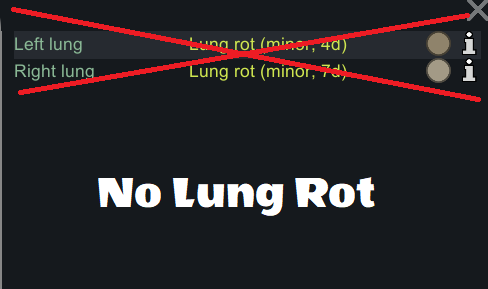 Left lung Lung rot (minor, 4d)
Right lung Lung rot (minor, 7d)
No Lung Rot